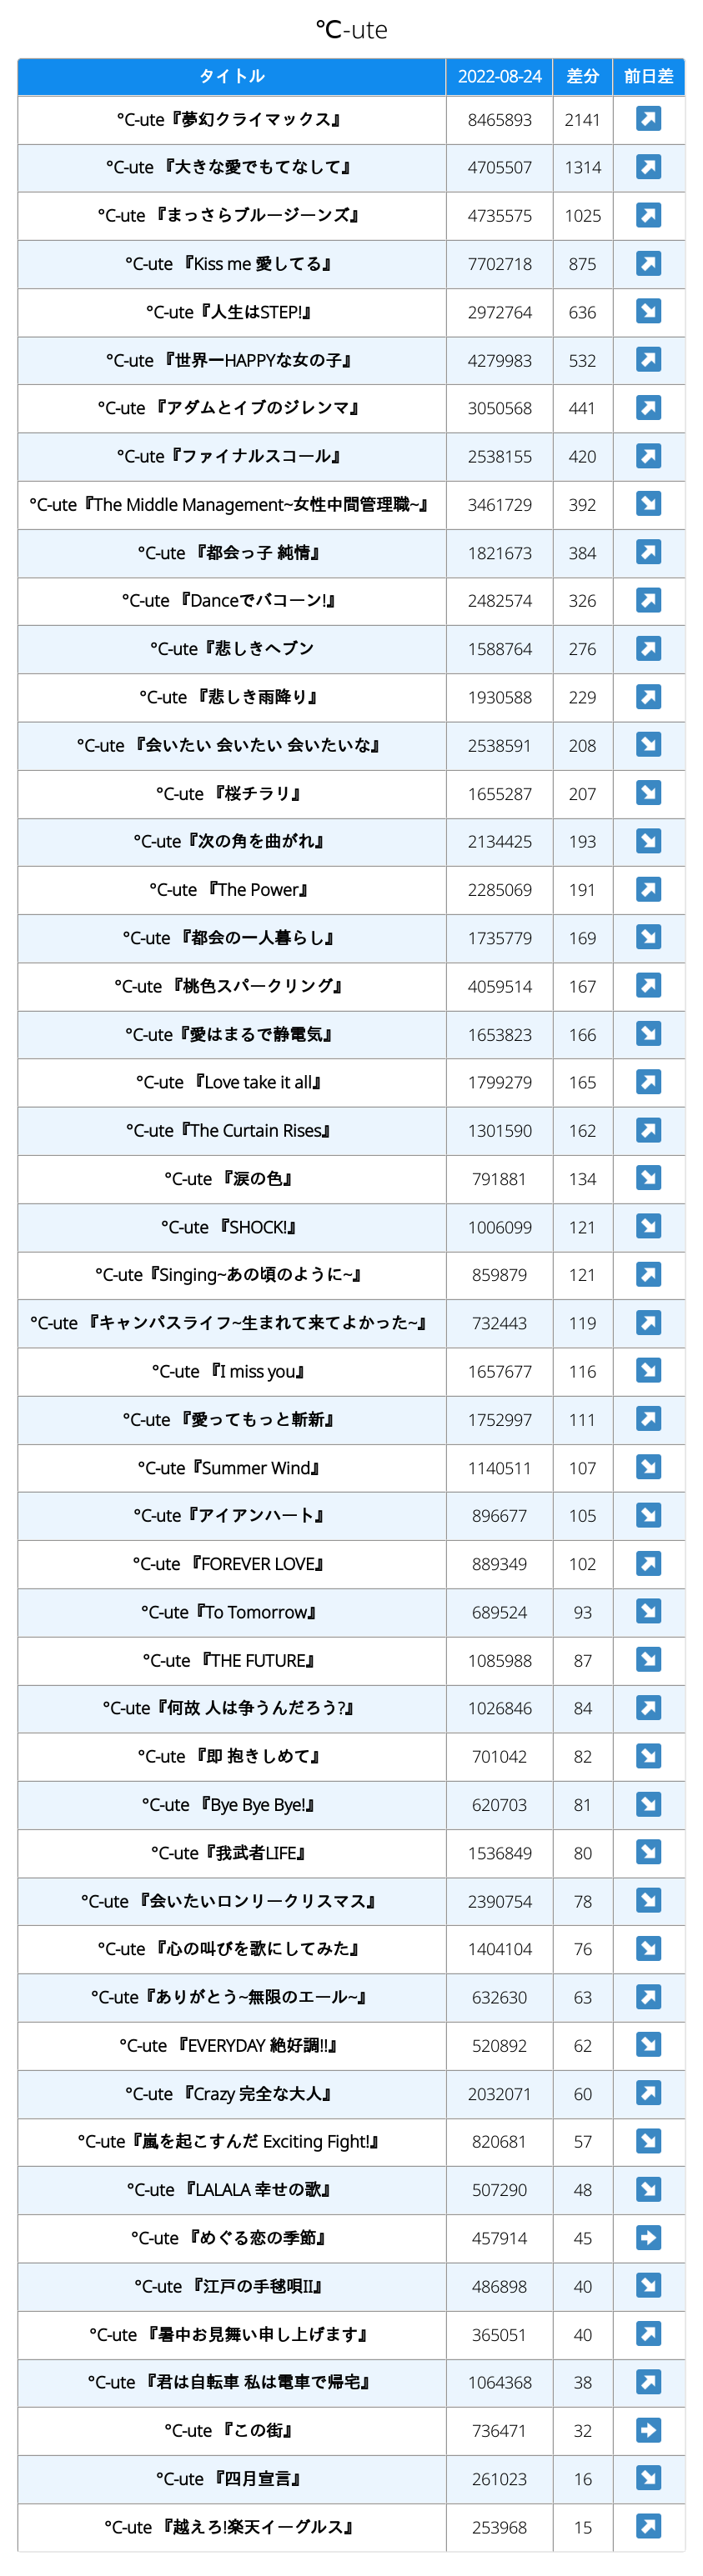 ℃-ute
タイトル 2022-08-24 差分 前日差
°C-ute『夢幻クライマックス』 8465893 2141 ↗
°C-ute 『大きな愛でもてなして』 4705507 1314 ↗
°C-ute 『まっさらブルージーンズ』 4735575 1025 ↗
°C-ute 『Kiss me 愛してる』 7702718 875 ↗
°C-ute『人生はSTEP!』 2972764 636 ↘
°C-ute 『世界一HAPPYな女の子』 4279983 532 ↗
°C-ute 『アダムとイブのジレンマ』 3050568 441 ↗
°C-ute『ファイナルスコール』 2538155 420 ↗
°C-ute『The Middle Management~女性中間管理職~』 3461729 392 ↘
°C-ute 『都会っ子 純情』 1821673 384 ↗
°C-ute 『Danceでバコーン!』 2482574 326 ↗
°C-ute『悲しきヘブン 1588764 276 ↗
°C-ute 『悲しき雨降り』 1930588 229 ↗
°C-ute 『会いたい 会いたい 会いたいな』 2538591 208 ↘
°C-ute 『桜チラリ』 1655287 207 ↘
°C-ute『次の角を曲がれ』 2134425 193 ↘
°C-ute 『The Power』 2285069 191 ↗
°C-ute 『都会の一人暮らし』 1735779 169 ↘
°C-ute 『桃色スパークリング』 4059514 167 ↗
°C-ute『愛はまるで静電気』 1653823 166 ↘
°C-ute 『Love take it all』 1799279 165 ↗
°C-ute『The Curtain Rises』 1301590 162 ↗
°C-ute 『涙の色』 791881 134 ↘
°C-ute 『SHOCK!』 1006099 121 ↘
°C-ute『Singing~あの頃のように~』 859879 121 ↗
°C-ute 『キャンパスライフ~生まれて来てよかった~』 732443 119 ↗
°C-ute 『I miss you』 1657677 116 ↘
°C-ute 『愛ってもっと斬新』 1752997 111 ↗
°C-ute『Summer Wind』 1140511 107 ↘
°C-ute『アイアンハート』 896677 105 ↘
°C-ute 『FOREVER LOVE』 889349 102 ↗
°C-ute『To Tomorrow』 689524 93 ↘
°C-ute 『THE FUTURE』 1085988 87 ↘
°C-ute『何故 人は争うんだろう?』 1026846 84 ↗
°C-ute 『即 抱きしめて』 701042 82 ↘
°C-ute 『Bye Bye Bye!』 620703 81 ↘
°C-ute『我武者LIFE』 1536849 80 ↘
°C-ute 『会いたいロンリークリスマス』 2390754 78 ↘
°C-ute 『心の叫びを歌にしてみた』 1404104 76 ↘
°C-ute『ありがとう~無限のエール~』 632630 63 ↗
°C-ute 『EVERYDAY 絶好調!!』 520892 62 ↘
°C-ute 『Crazy 完全な大人』 2032071 60 ↗
°C-ute『嵐を起こすんだ Exciting Fight!』 820681 57 ↘
°C-ute 『LALALA 幸せの歌』 507290 48 ↘
°C-ute 『めぐる恋の季節』 457914 45 →
°C-ute 『江戸の手毬唄II』 486898 40 ↘
°C-ute 『暑中お見舞い申し上げます』 365051 40 ↗
°C-ute 『君は自転車 私は電車で帰宅』 1064368 38 ↗
°C-ute 『この街』 736471 32 →
°C-ute 『四月宣言』 261023 16 ↘
°C-ute 『越えろ!楽天イーグルス』 253968 15 ↗